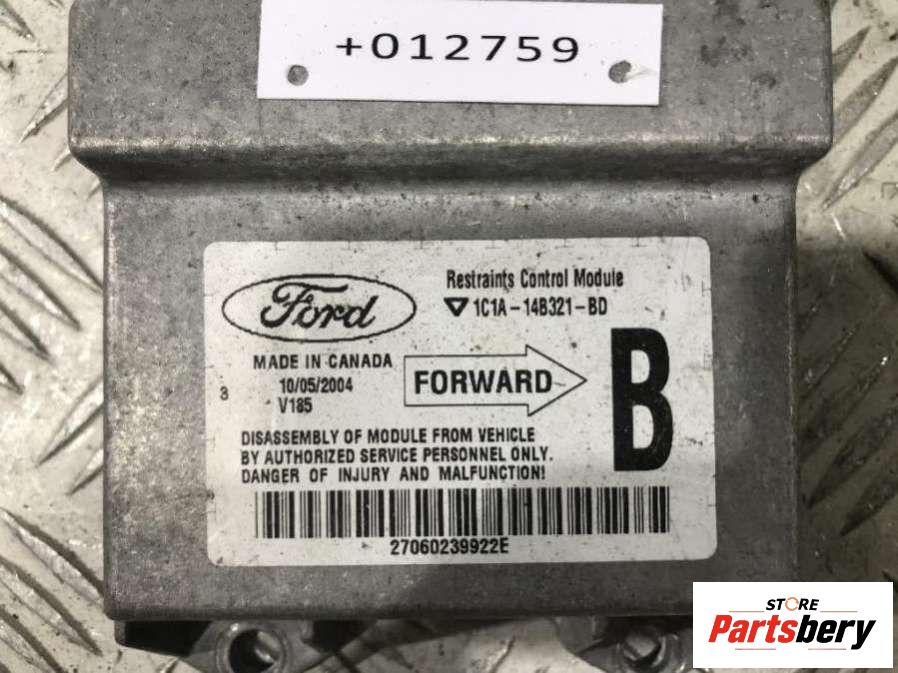 +012759
Ford
Restraints Control Module
1C1A-14B321-BD
MADE IN CANADA
10/05/2004
3
V185
FORWARD
B
DISASSEMBLY OF MODULE FROM VEHICLE
BY AUTHORIZED SERVICE PERSONNEL ONLY.
DANGER OF INJURY AND MALFUNCTION!
27060239922E
STORE
Partsbery